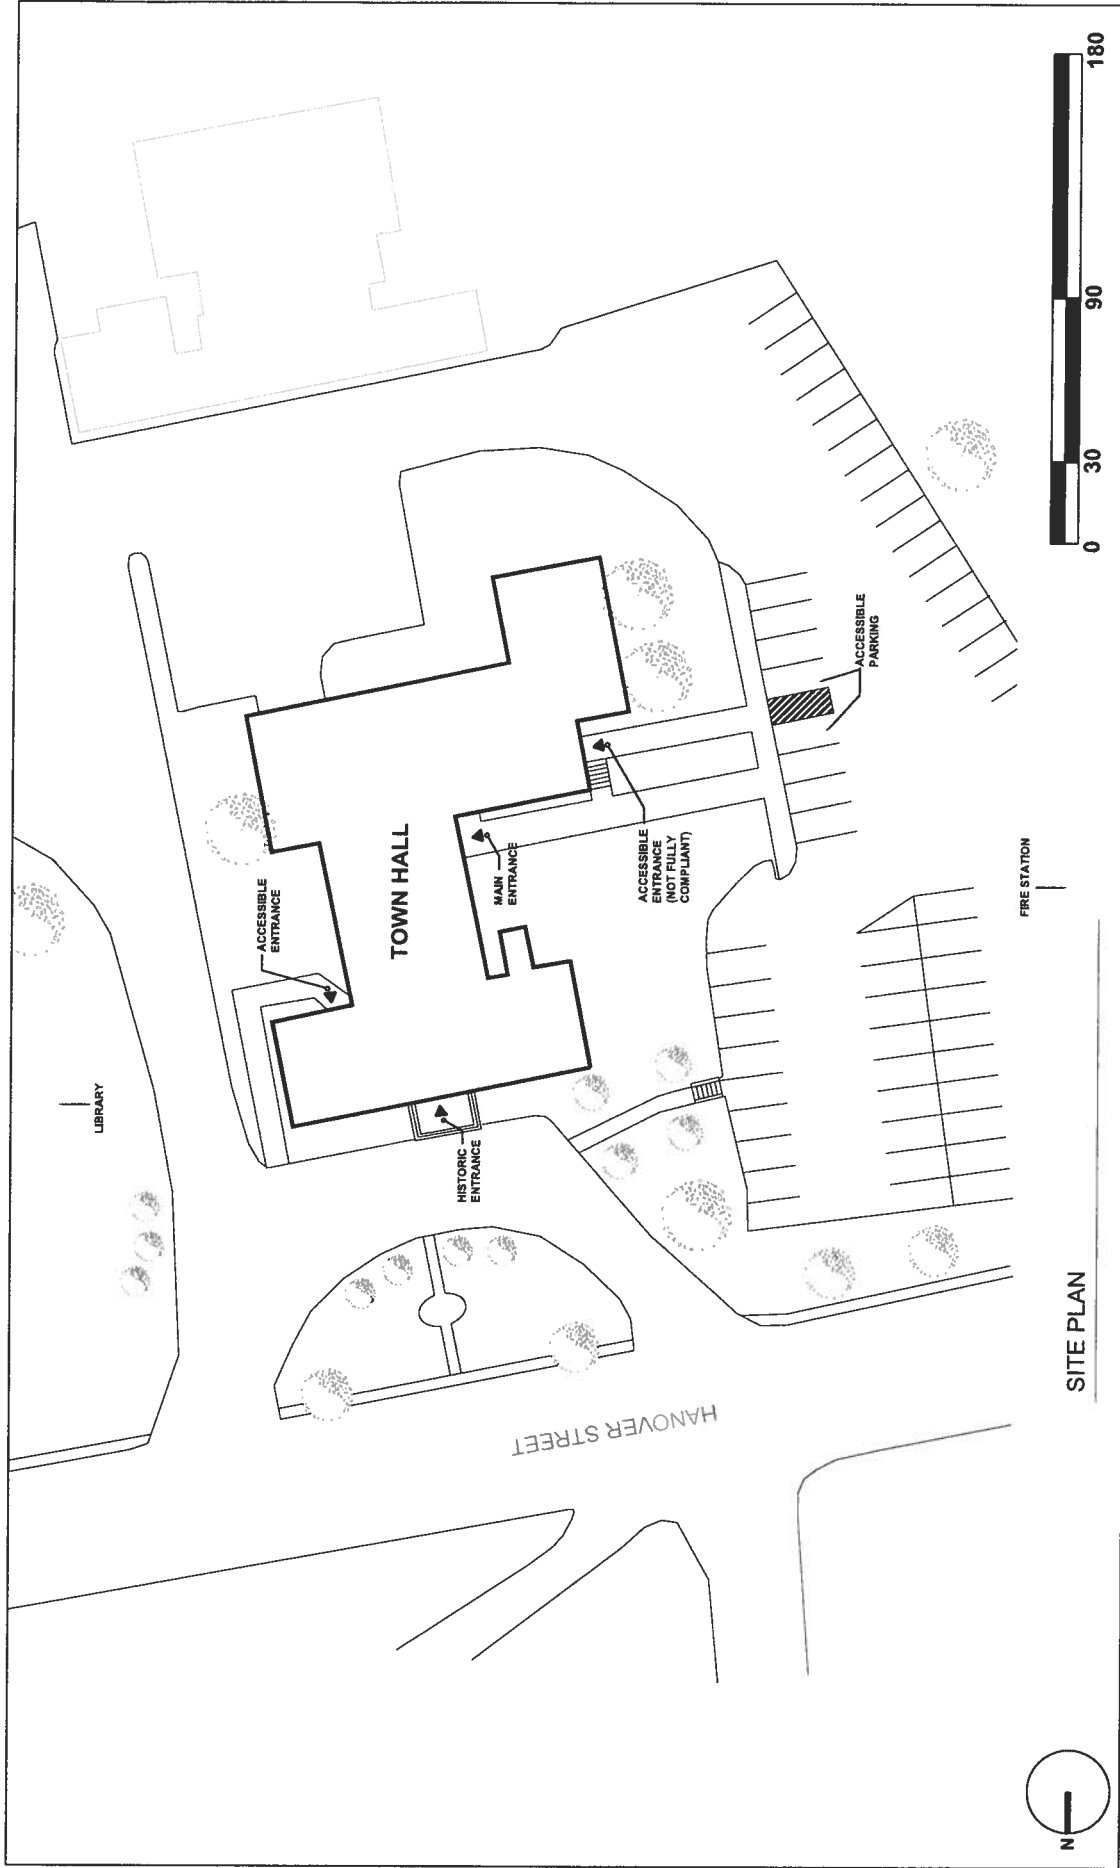 LIBRARY
ACCESSIBLE
ENTRANCE
TOWN HALL
HISTORIC
ENTRANCE
MAIN
ENTRANCE
ACCESSIBLE
ENTRANCE
(NOT FULLY
COMPLIANT)
ACCESSIBLE
PARKING
FIRE STATION
HANOVER STREET
SITE PLAN
N
0
30
90
180